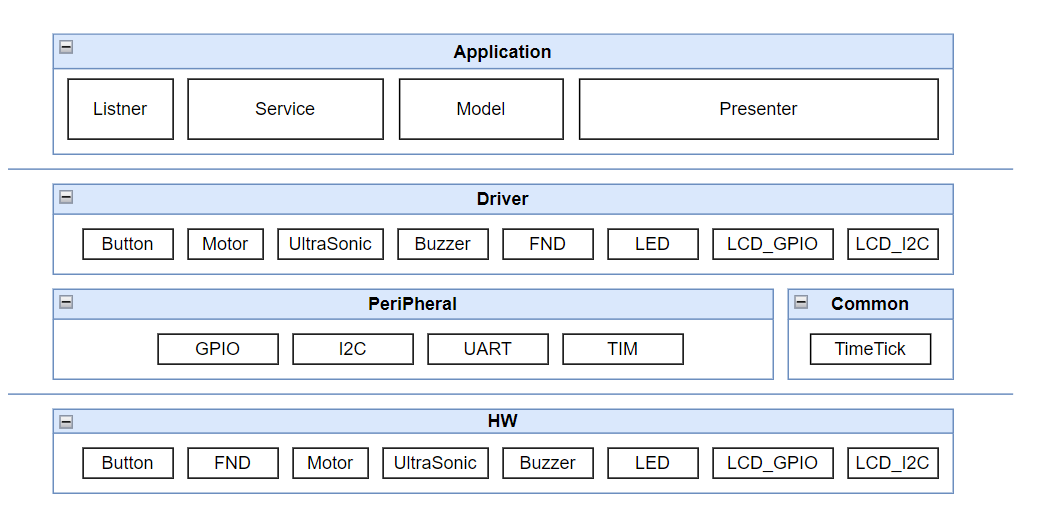 Application
Listner Service Model Presenter
Driver
Button Motor UltraSonic Buzzer FND LED LCD_GPIO LCD_I2C
PeriPheral Common
GPIO I2C UART TIM TimeTick
HW
Button FND Motor UltraSonic Buzzer LED LCD_GPIO LCD_I2C